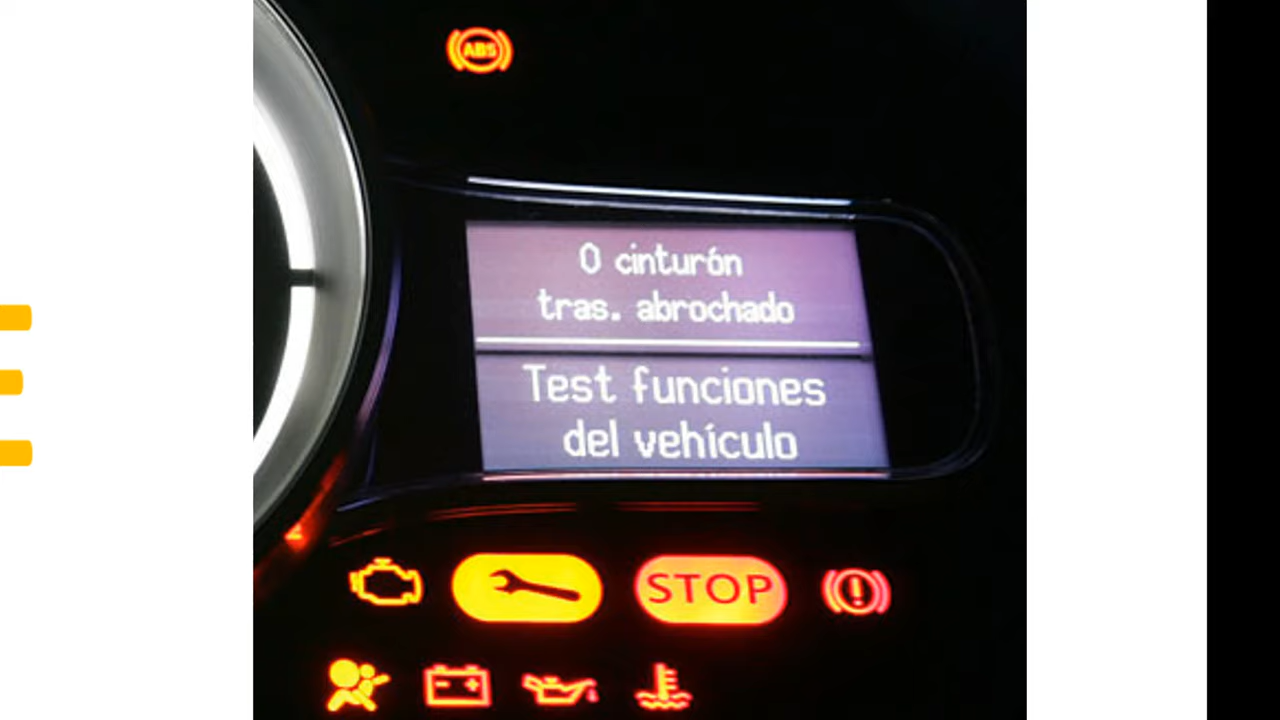 ABS
0 cinturón
tras. abrochado
Test funciones
del vehículo
STOP